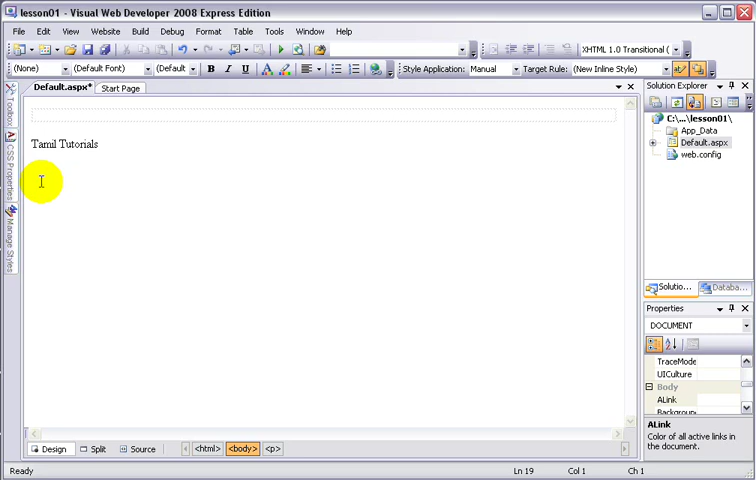 lesson01 - Visual Web Developer 2008 Express Edition
File Edit View Website Build Debug Format Table Tools Window Help
XHTML 1.0 Transitional (
(None) (Default Font) (Default B I U A Style Application: Manual Target Rule: (New Inline Style)
Default.aspx* Start Page
Toolbox
CSS Properties
Manage Styles
Tamil Tutorials
Solution Explorer
C:\...\lesson01\
App_Data
Default.aspx
web.config
Solutio... Databa...
Properties
DOCUMENT
TraceMode
UICulture
Body
ALink
Backgroun
ALink
Color of all active links in
the document.
Design Split Source <html> <body> <p>
Ready Ln 19 Col 1 Ch 1